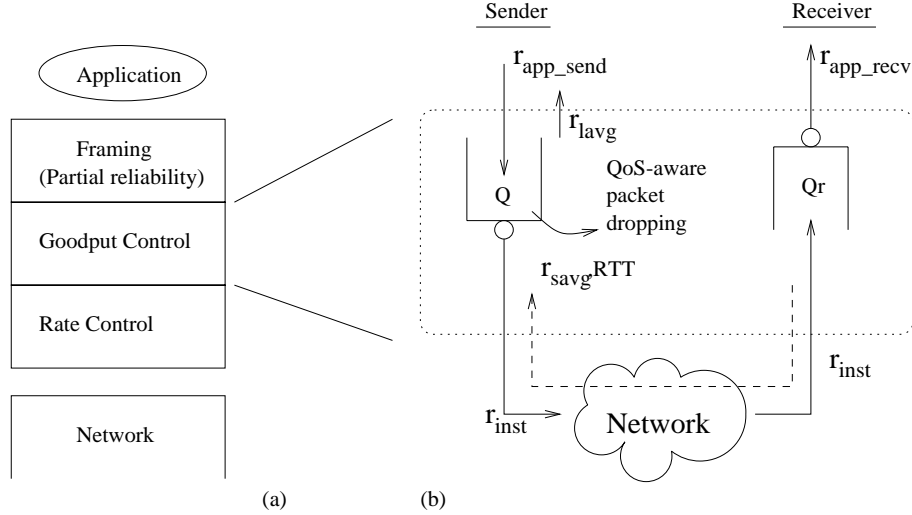 Application
Framing
(Partial reliability)
Goodput Control
Rate Control
Network
(a)
Sender
Receiver
r_app_send
r_app_recv
r_lavg
Q
QoS-aware
packet
dropping
Qr
r_savg,RTT
r_inst
r_inst
Network
(b)